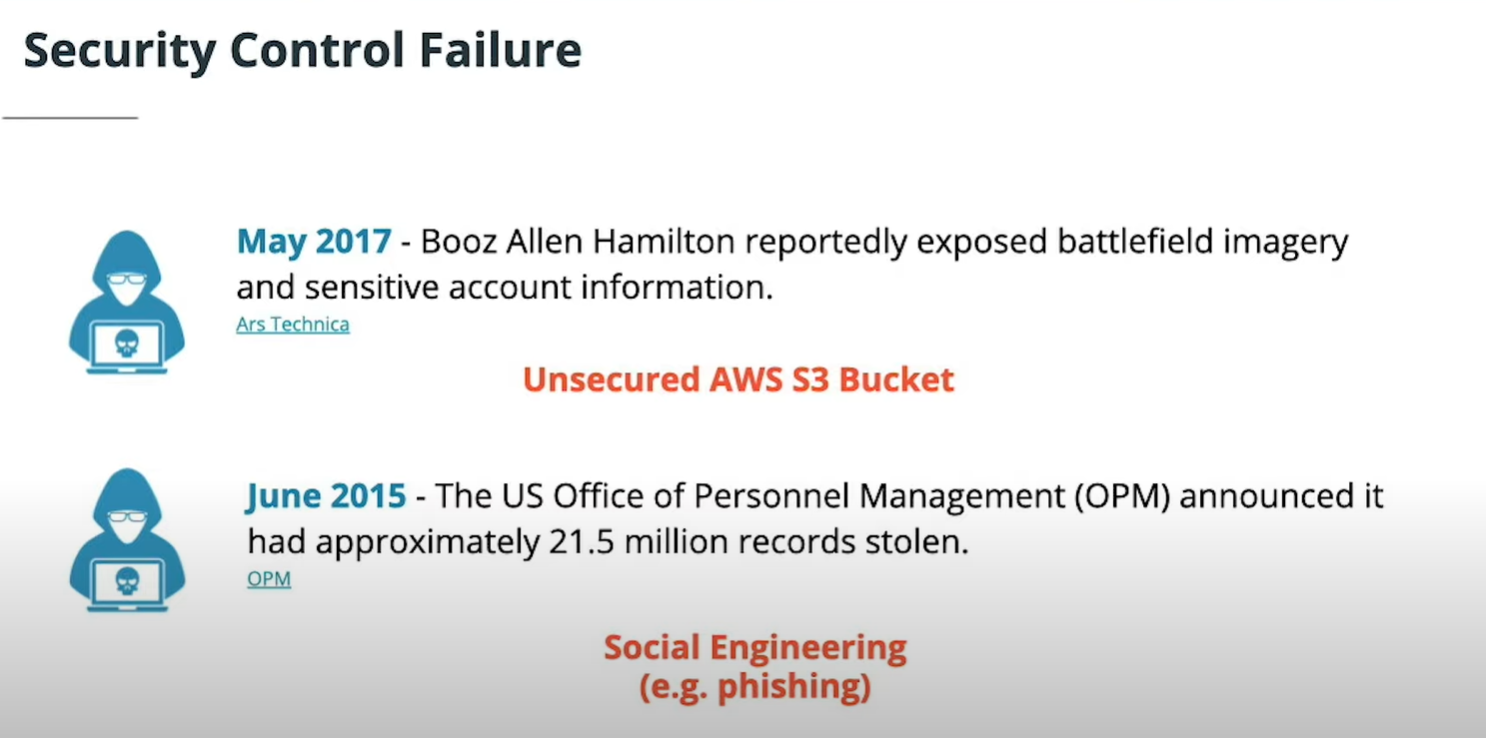 Security Control Failure
May 2017 - Booz Allen Hamilton reportedly exposed battlefield imagery
and sensitive account information.
Ars Technica
Unsecured AWS S3 Bucket
June 2015 - The US Office of Personnel Management (OPM) announced it
had approximately 21.5 million records stolen.
OPM
Social Engineering
(e.g. phishing)